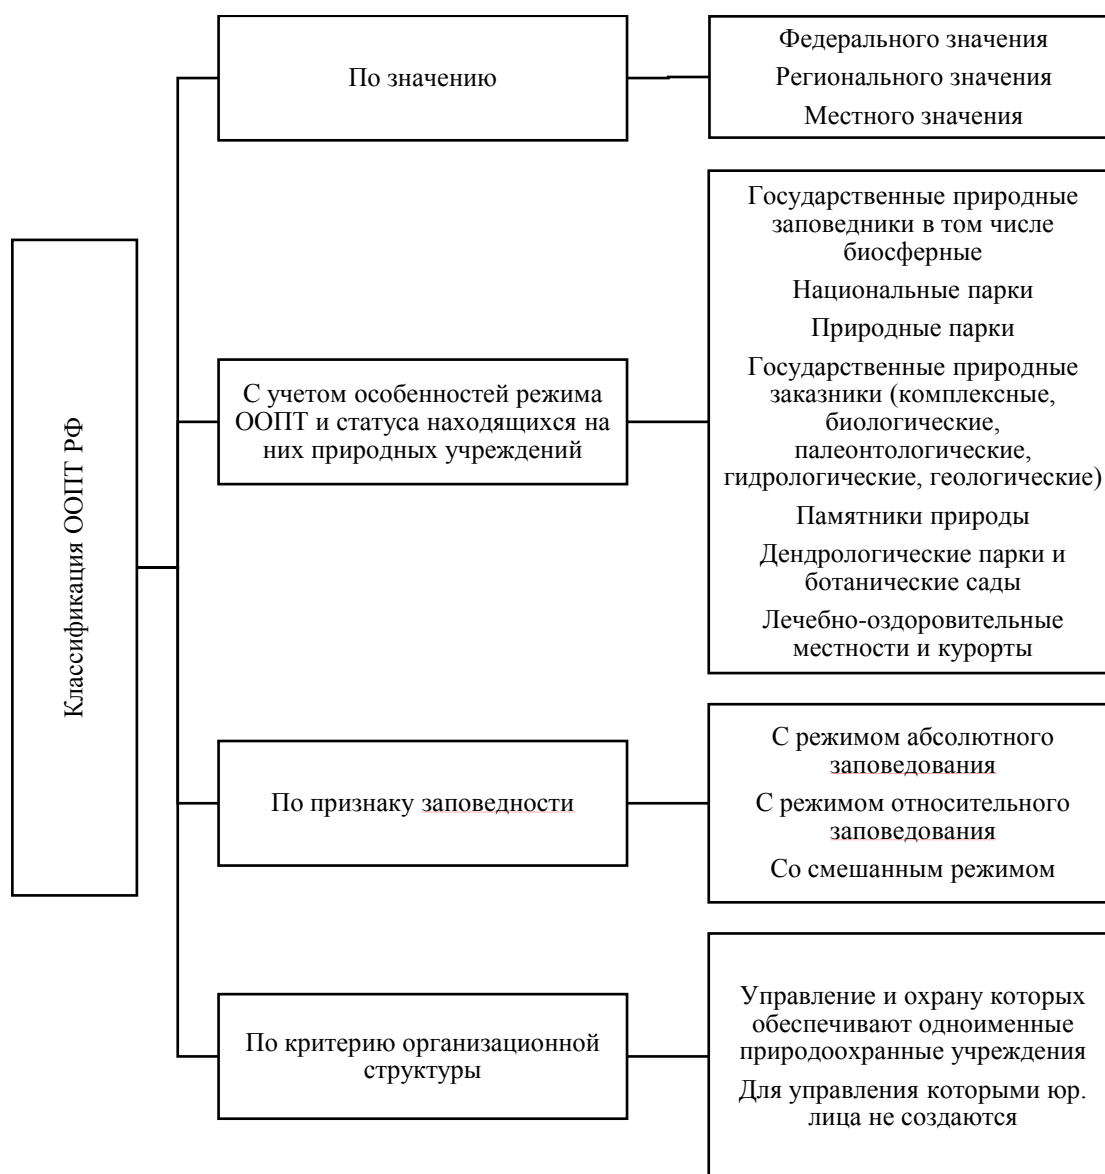 Классификация ООПТ РФ
По значению
Федерального значения
Регионального значения
Местного значения
С учетом особенностей режима
ООПТ и статуса находящихся на
них природных учреждений
Государственные природные
заповедники в том числе
биосферные
Национальные парки
Природные парки
Государственные природные
заказники (комплексные,
биологические,
палеонтологические,
гидрологические, геологические)
Памятники природы
Дендрологические парки и
ботанические сады
Лечебно-оздоровительные
местности и курорты
По признаку заповедности
С режимом абсолютного
заповедования
С режимом относительного
заповедования
Со смешанным режимом
По критерию организационной
структуры
Управление и охрану которых
обеспечивают одноименные
природоохранные учреждения
Для управления которыми юр.
лица не создаются